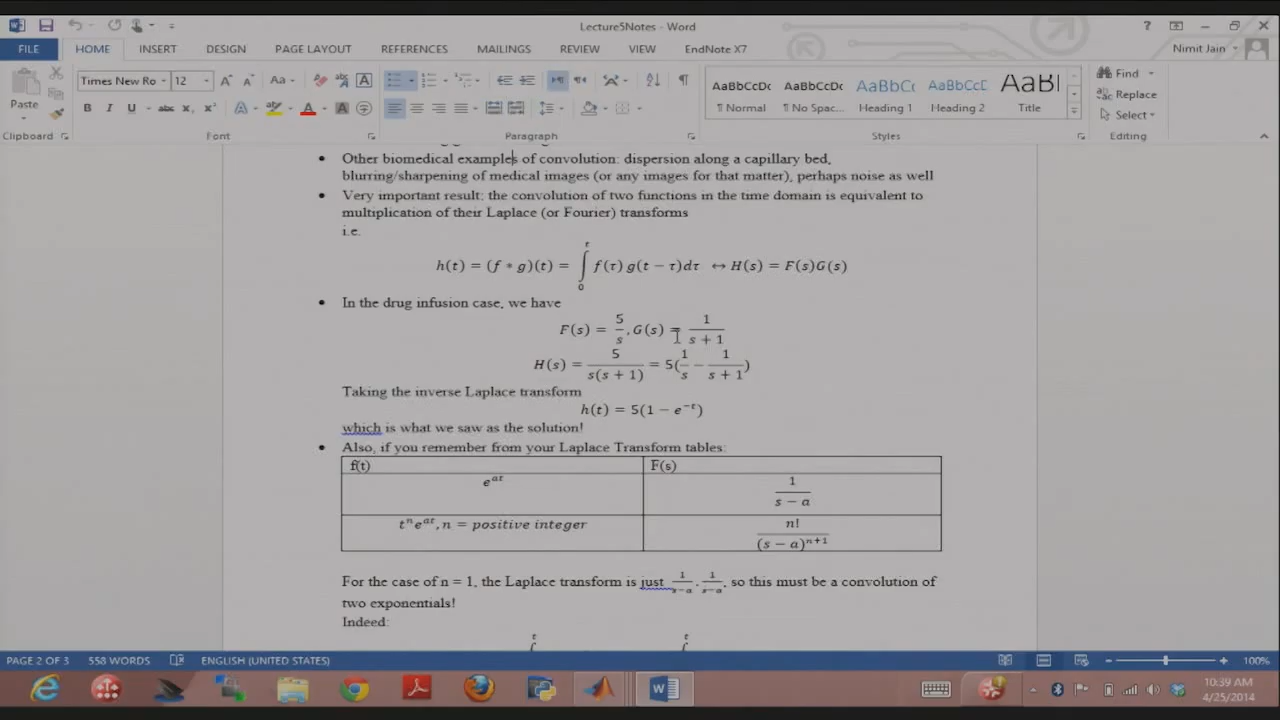 Lecture5Notes - Word
FILE HOME INSERT DESIGN PAGE LAYOUT REFERENCES MAILINGS REVIEW VIEW EndNote X7 Nimit Jain
Paste Times New Ro 12 AaBbCcDc AaBbCcDc AaBbC( AaBbCcD AaBl Find
¶ Normal ¶ No Spac... Heading 1 Heading 2 Title Replace
Select
Clipboard Font Paragraph Styles Editing
• Other biomedical examples of convolution: dispersion along a capillary bed,
blurring/sharpening of medical images (or any images for that matter), perhaps noise as well
• Very important result: the convolution of two functions in the time domain is equivalent to
multiplication of their Laplace (or Fourier) transforms
i.e.
h(t) = (f ∗ g)(t) = ∫₀ᵗ f(τ) g(t − τ)dτ ↔ H(s) = F(s)G(s)
• In the drug infusion case, we have
F(s) = 5/s, G(s) = 1/(s + 1)
H(s) = 5/(s(s + 1)) = 5(1/s − 1/(s + 1))
Taking the inverse Laplace transform
h(t) = 5(1 − e^−t)
which is what we saw as the solution!
• Also, if you remember from your Laplace Transform tables:
f(t) F(s)
e^at 1/(s − a)
t^n e^at, n = positive integer n!/(s − a)^n+1
For the case of n = 1, the Laplace transform is just 1/(s−a) . 1/(s−a), so this must be a convolution of
two exponentials!
Indeed:
PAGE 2 OF 3 558 WORDS ENGLISH (UNITED STATES) 100%
10:39 AM
4/25/2014